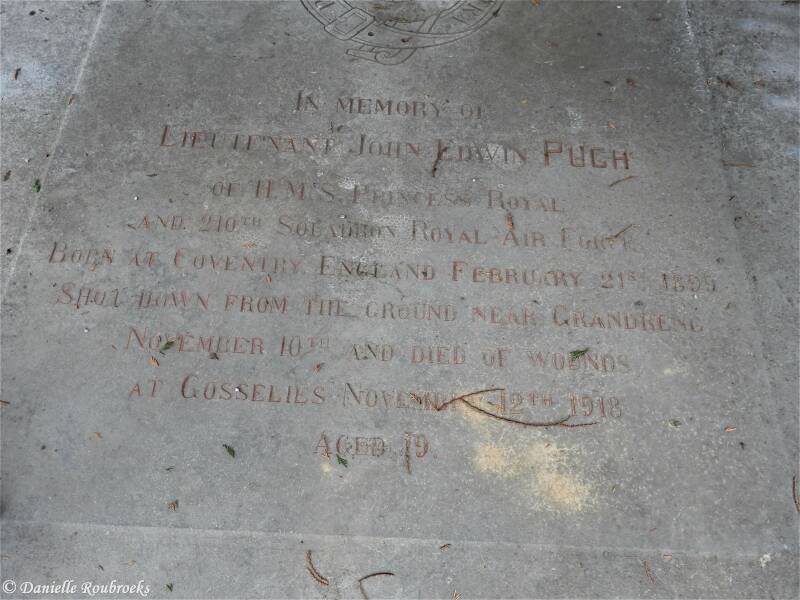 IN MEMORY OF
LIEUTENANT JOHN EDWIN PUGH
OF H.M.S. PRINCESS ROYAL
AND 210TH SQUADRON ROYAL AIR FORCE
BORN AT COVENTRY ENGLAND FEBRUARY 21ST 1899
SHOT DOWN FROM THE GROUND NEAR GRANDRENG
NOVEMBER 10TH AND DIED OF WOUNDS
AT GOSSELIES NOVEMBER 12TH 1918
AGED 19.
© Danielle Roubroeks